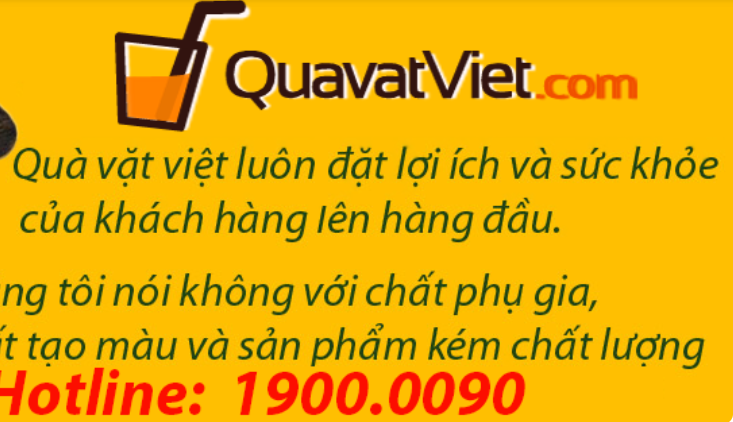 QuavatViet.com
Quà vặt việt luôn đặt lợi ích và sức khỏe
của khách hàng lên hàng đầu.
tôi nói không với chất phụ gia,
tạo màu và sản phẩm kém chất lượng
Hotline: 1900.0090